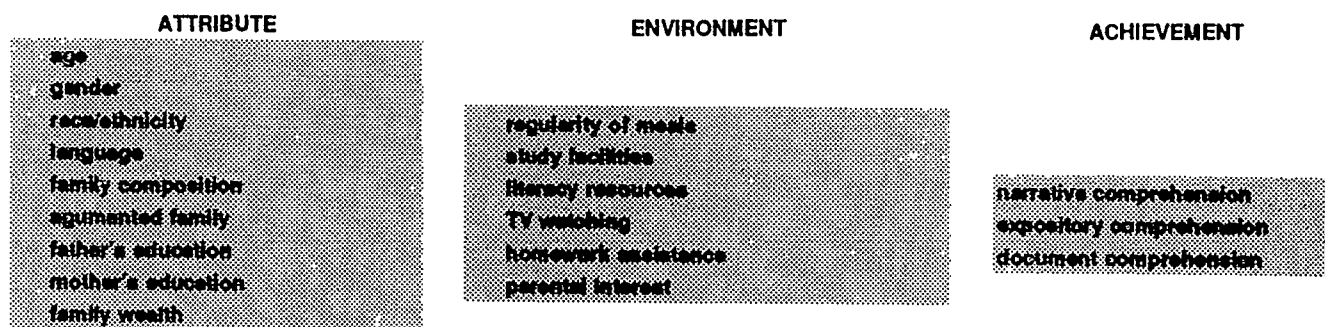 ATTRIBUTE
age
gender
race/ethnicity
language
family composition
agumented family
father's education
mother's education
family wealth
ENVIRONMENT
regularity of meals
study facilities
literacy resources
TV watching
homework assistance
parental interest
ACHIEVEMENT
narrative comprehension
expository comprehension
document comprehension